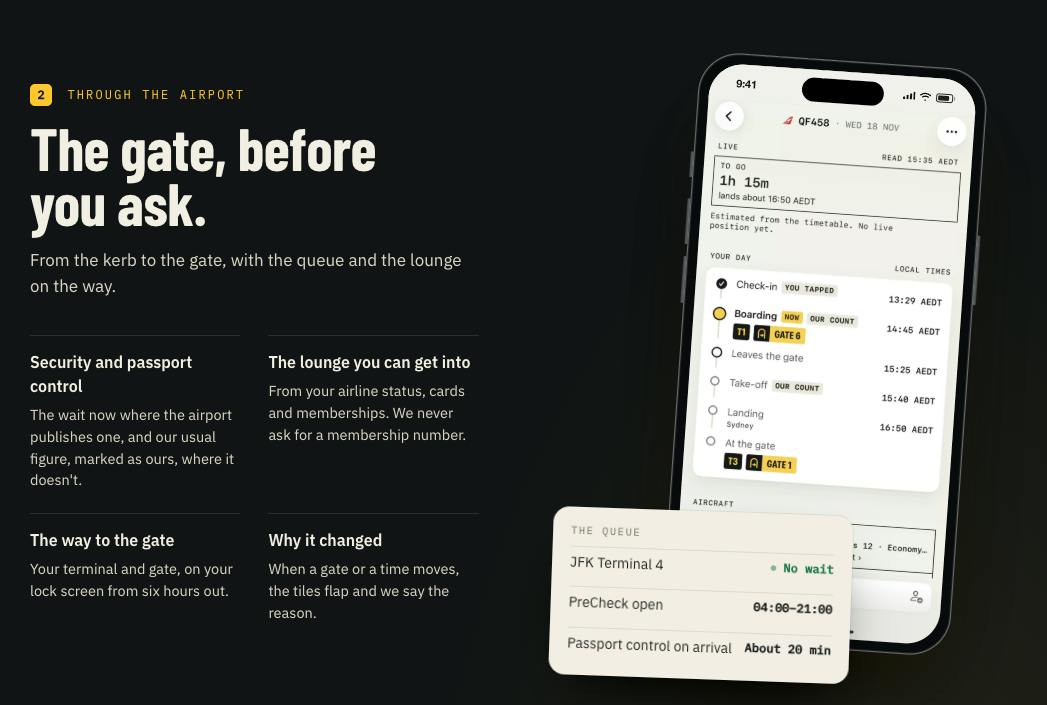 2 THROUGH THE AIRPORT
The gate, before
you ask.
From the kerb to the gate, with the queue and the lounge
on the way.
Security and passport
control
The wait now where the airport
publishes one, and our usual
figure, marked as ours, where it
doesn't.
The lounge you can get into
From your airline status, cards
and memberships. We never
ask for a membership number.
The way to the gate
Your terminal and gate, on your
lock screen from six hours out.
Why it changed
When a gate or a time moves,
the tiles flap and we say the
reason.
9:41
QF458 · WED 18 NOV
LIVE READ 15:35 AEDT
TO GO
1h 15m
lands about 16:50 AEDT
Estimated from the timetable. No live
position yet.
YOUR DAY LOCAL TIMES
Check-in YOU TAPPED 13:29 AEDT
Boarding NOW OUR COUNT 14:45 AEDT
T1 GATE 6
Leaves the gate 15:25 AEDT
Take-off OUR COUNT 15:40 AEDT
Landing 16:50 AEDT
Sydney
At the gate
T3 GATE 1
AIRCRAFT
s 12 · Economy…
t ›
THE QUEUE
JFK Terminal 4 No wait
PreCheck open 04:00–21:00
Passport control on arrival About 20 min